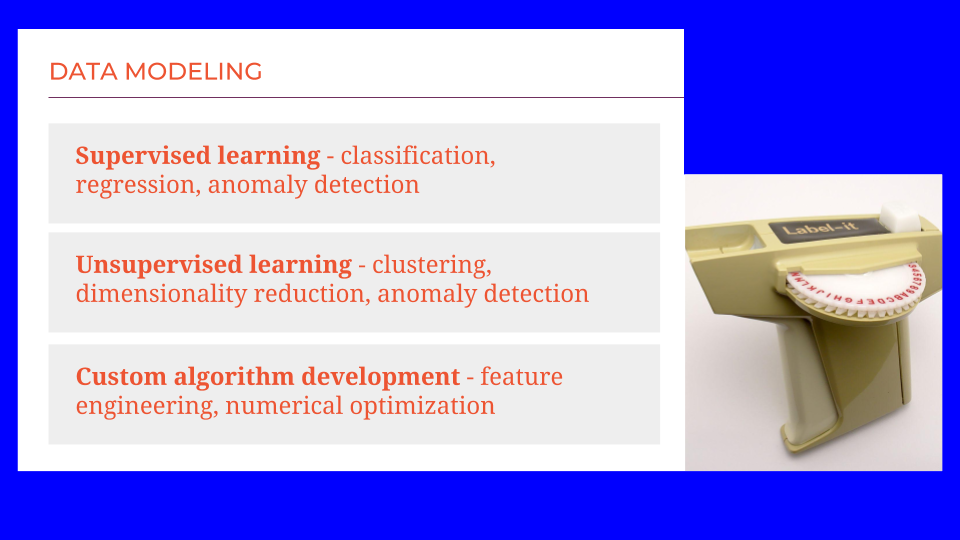 DATA MODELING
Supervised learning - classification,
regression, anomaly detection
Unsupervised learning - clustering,
dimensionality reduction, anomaly detection
Custom algorithm development - feature
engineering, numerical optimization
Label-it